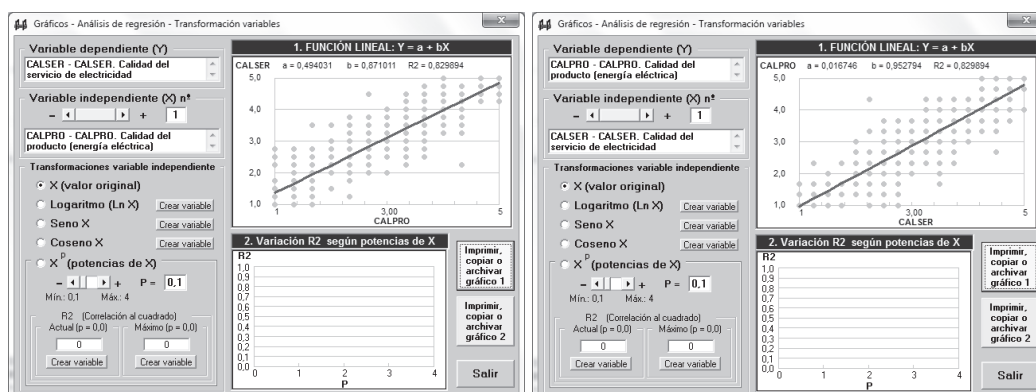 Gráficos - Análisis de regresión - Transformación variables
Variable dependiente (Y)
CALSER - CALSER. Calidad del
servicio de electricidad
Variable independiente (X) nº
- + 1
CALPRO - CALPRO. Calidad del
producto (energía eléctrica)
Transformaciones variable independiente
X (valor original)
Logaritmo (Ln X) Crear variable
Seno X Crear variable
Coseno X Crear variable
X p (potencias de X)
- + P = 0,1
Mín.: 0,1 Máx.: 4
R2 (Correlación al cuadrado)
Actual (p = 0,0) Máximo (p = 0,0)
0 0
Crear variable Crear variable
1. FUNCIÓN LINEAL: Y = a + bX
CALSER a = 0,494031 b = 0,871011 R2 = 0,829894
5,0
4,0
3,0
2,0
1,0
1 3,00 5
CALPRO
2. Variación R2 según potencias de X
R2
1,0
0,9
0,8
0,7
0,6
0,5
0,4
0,3
0,2
0,1
0,0
0 1 2 3 4
P
Imprimir,
copiar o
archivar
gráfico 1
Imprimir,
copiar o
archivar
gráfico 2
Salir
Gráficos - Análisis de regresión - Transformación variables
Variable dependiente (Y)
CALPRO - CALPRO. Calidad del
producto (energía eléctrica)
Variable independiente (X) nº
- + 1
CALSER - CALSER. Calidad del
servicio de electricidad
Transformaciones variable independiente
X (valor original)
Logaritmo (Ln X) Crear variable
Seno X Crear variable
Coseno X Crear variable
X p (potencias de X)
- + P = 0,1
Mín.: 0,1 Máx.: 4
R2 (Correlación al cuadrado)
Actual (p = 0,0) Máximo (p = 0,0)
0 0
Crear variable Crear variable
1. FUNCIÓN LINEAL: Y = a + bX
CALPRO a = 0,016746 b = 0,952794 R2 = 0,829894
5,0
4,0
3,0
2,0
1,0
1 3,00 5
CALSER
2. Variación R2 según potencias de X
R2
1,0
0,9
0,8
0,7
0,6
0,5
0,4
0,3
0,2
0,1
0,0
0 1 2 3 4
P
Imprimir,
copiar o
archivar
gráfico 1
Imprimir,
copiar o
archivar
gráfico 2
Salir